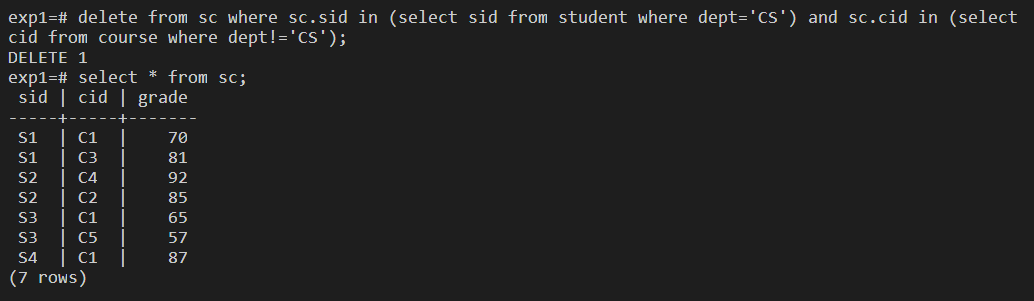 exp1=# delete from sc where sc.sid in (select sid from student where dept='CS') and sc.cid in (select
cid from course where dept!='CS');
DELETE 1
exp1=# select * from sc;
 sid | cid | grade
-----+-----+-------
 S1  | C1  |    70
 S1  | C3  |    81
 S2  | C4  |    92
 S2  | C2  |    85
 S3  | C1  |    65
 S3  | C5  |    57
 S4  | C1  |    87
(7 rows)